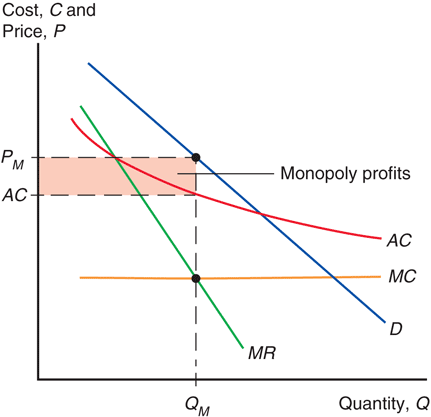 Cost, C and
Price, P
P_M
Monopoly profits
AC
AC
MC
D
MR
Q_M
Quantity, Q